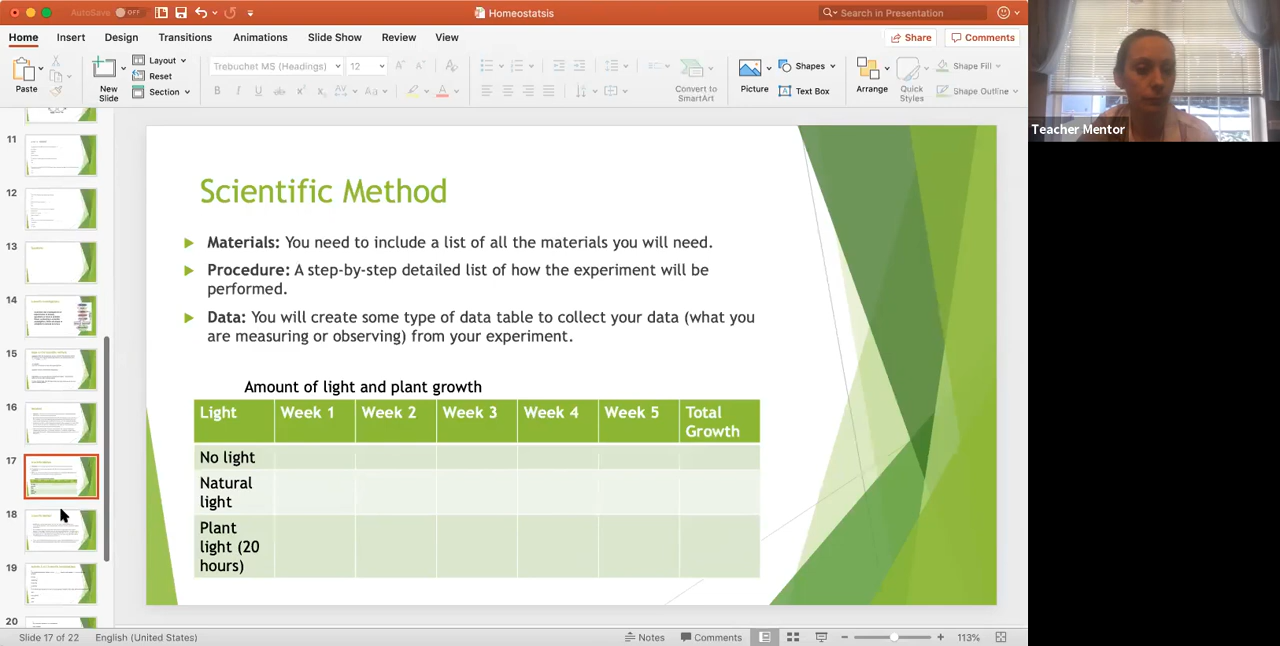 AutoSave OFF
Homeostatsis
Search in Presentation
Home Insert Design Transitions Animations Slide Show Review View
Share Comments
Paste
New Slide
Layout
Reset
Section
Trebuchet MS (Headings) 12
B I U
Convert to SmartArt
Picture
Shapes
Text Box
Arrange
Quick Styles
Shape Fill
Shape Outline
Teacher Mentor
11
12
13
14
15
16
17
18
19
20
Scientific Method
Materials: You need to include a list of all the materials you will need.
Procedure: A step-by-step detailed list of how the experiment will be
performed.
Data: You will create some type of data table to collect your data (what you
are measuring or observing) from your experiment.
Amount of light and plant growth
Light Week 1 Week 2 Week 3 Week 4 Week 5 Total
Growth
No light
Natural
light
Plant
light (20
hours)
Slide 17 of 22 English (United States) Notes Comments 113%